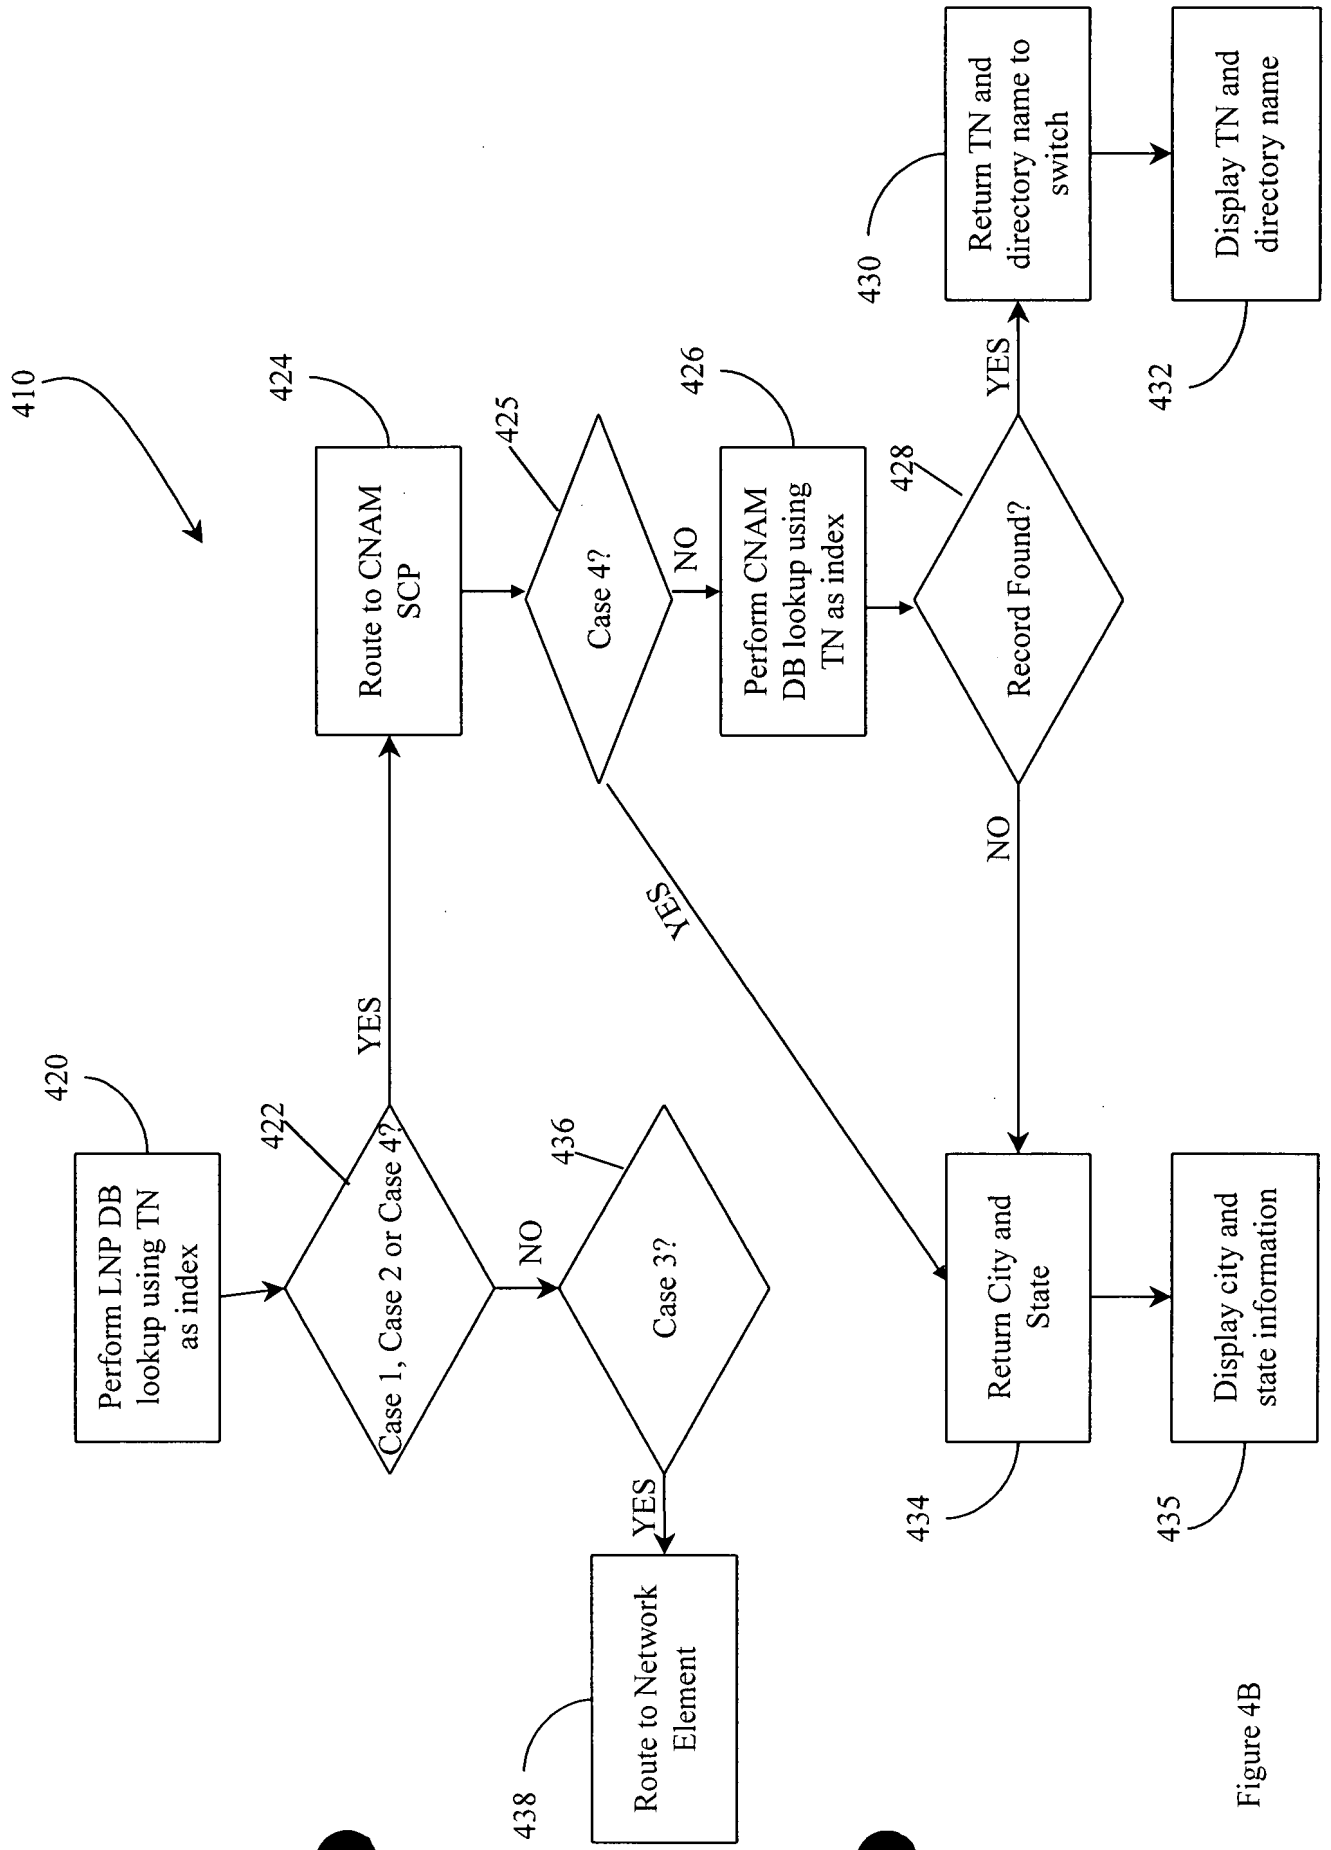 410
420
Perform LNP DB
lookup using TN
as index
422
Case 1, Case 2 or Case 4?
YES
NO
424
Route to CNAM
SCP
425
Case 4?
YES
NO
426
Perform CNAM
DB lookup using
TN as index
428
Record Found?
YES
NO
430
Return TN and
directory name to
switch
432
Display TN and
directory name
434
Return City and
State
435
Display city and
state information
436
Case 3?
YES
438
Route to Network
Element
Figure 4B